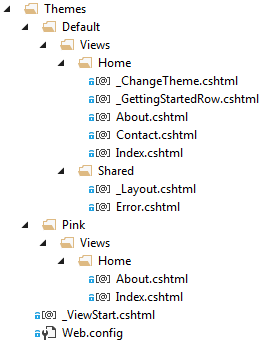 Themes
Default
Views
Home
_ChangeTheme.cshtml
_GettingStartedRow.cshtml
About.cshtml
Contact.cshtml
Index.cshtml
Shared
_Layout.cshtml
Error.cshtml
Pink
Views
Home
About.cshtml
Index.cshtml
_ViewStart.cshtml
Web.config